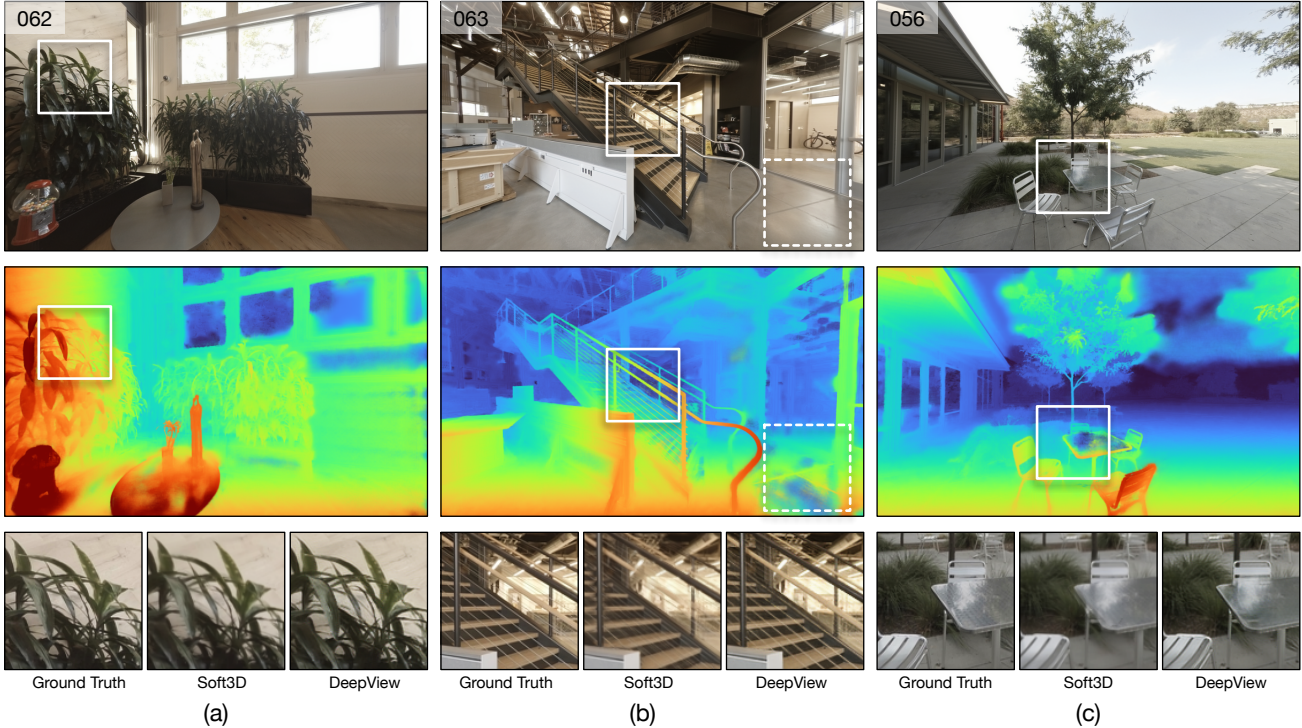 062
063
056
Ground Truth
Soft3D
DeepView
Ground Truth
Soft3D
DeepView
Ground Truth
Soft3D
DeepView
(a)
(b)
(c)